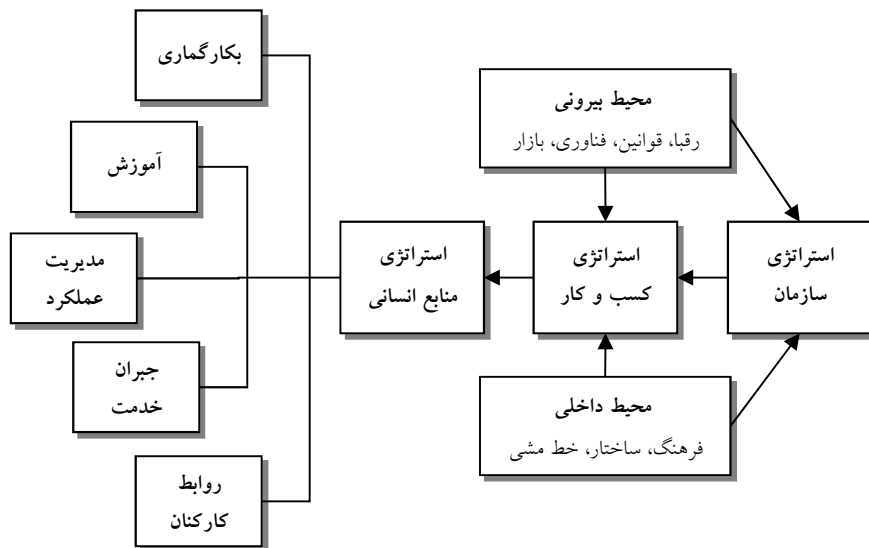 محیط بیرونی
رقبا، قوانین، فناوری، بازار
استراتژی
سازمان
استراتژی
کسب و کار
استراتژی
منابع انسانی
محیط داخلی
فرهنگ، ساختار، خط مشی
بکارگماری
آموزش
مدیریت
عملکرد
جبران
خدمت
روابط
کارکنان